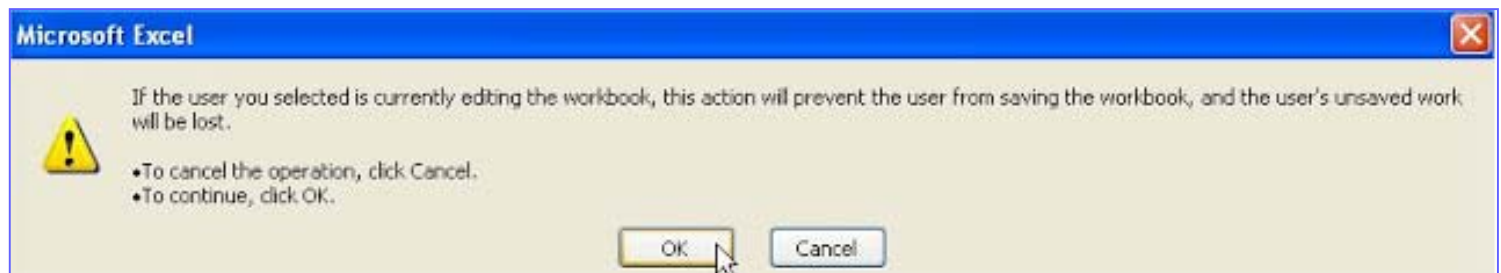 Microsoft Excel
If the user you selected is currently editing the workbook, this action will prevent the user from saving the workbook, and the user's unsaved work
will be lost.
•To cancel the operation, click Cancel.
•To continue, click OK.
OK Cancel